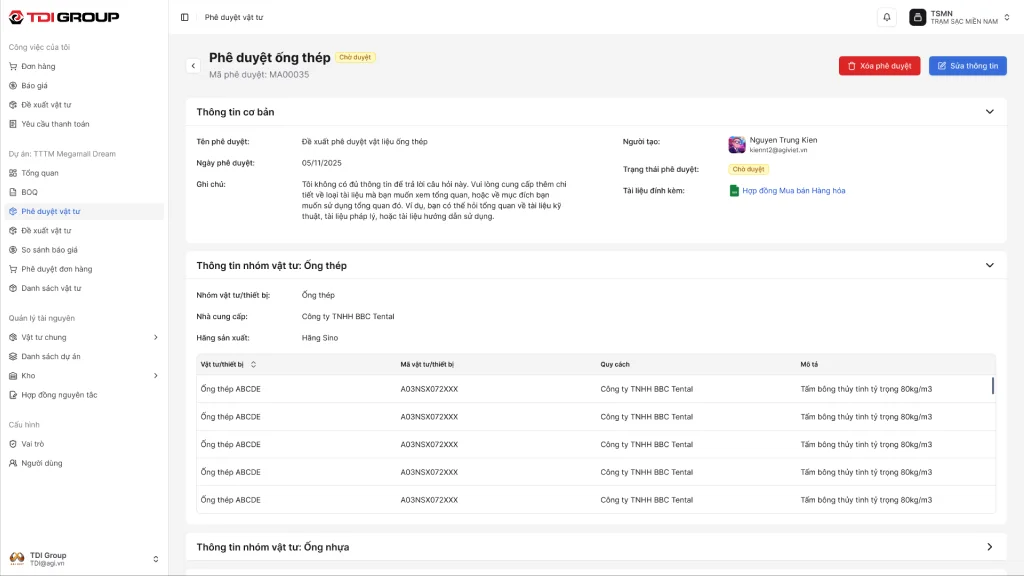 TDI GROUP
Phê duyệt vật tư
TSMN
TRẠM SẠC MIỀN NAM
Công việc của tôi
Đơn hàng
Báo giá
Đề xuất vật tư
Yêu cầu thanh toán
Dự án: TTTM Megamall Dream
Tổng quan
BOQ
Phê duyệt vật tư
Đề xuất vật tư
So sánh báo giá
Phê duyệt đơn hàng
Danh sách vật tư
Quản lý tài nguyên
Vật tư chung
Danh sách dự án
Kho
Hợp đồng nguyên tắc
Cấu hình
Vai trò
Người dùng
TDI Group
TDI@agi.vn
Phê duyệt ống thép
Chờ duyệt
Mã phê duyệt: MA00035
Xóa phê duyệt
Sửa thông tin
Thông tin cơ bản
Tên phê duyệt: Đề xuất phê duyệt vật liệu ống thép
Ngày phê duyệt: 05/11/2025
Ghi chú: Tôi không có đủ thông tin để trả lời câu hỏi này. Vui lòng cung cấp thêm chi
tiết về loại tài liệu mà bạn muốn xem tổng quan, hoặc về mục đích bạn
muốn sử dụng tổng quan đó. Ví dụ, bạn có thể hỏi tổng quan về tài liệu kỹ
thuật, tài liệu pháp lý, hoặc tài liệu hướng dẫn sử dụng.
Người tạo: Nguyen Trung Kien
kiennt2@agiviet.vn
Trạng thái phê duyệt: Chờ duyệt
Tài liệu đính kèm: Hợp đồng Mua bán Hàng hóa
Thông tin nhóm vật tư: Ống thép
Nhóm vật tư/thiết bị: Ống thép
Nhà cung cấp: Công ty TNHH BBC Tental
Hãng sản xuất: Hãng Sino
Vật tư/thiết bị Mã vật tư/thiết bị Quy cách Mô tả
Ống thép ABCDE A03NSX072XXX Công ty TNHH BBC Tental Tấm bông thủy tinh tỷ trọng 80kg/m3
Ống thép ABCDE A03NSX072XXX Công ty TNHH BBC Tental Tấm bông thủy tinh tỷ trọng 80kg/m3
Ống thép ABCDE A03NSX072XXX Công ty TNHH BBC Tental Tấm bông thủy tinh tỷ trọng 80kg/m3
Ống thép ABCDE A03NSX072XXX Công ty TNHH BBC Tental Tấm bông thủy tinh tỷ trọng 80kg/m3
Ống thép ABCDE A03NSX072XXX Công ty TNHH BBC Tental Tấm bông thủy tinh tỷ trọng 80kg/m3
Thông tin nhóm vật tư: Ống nhựa